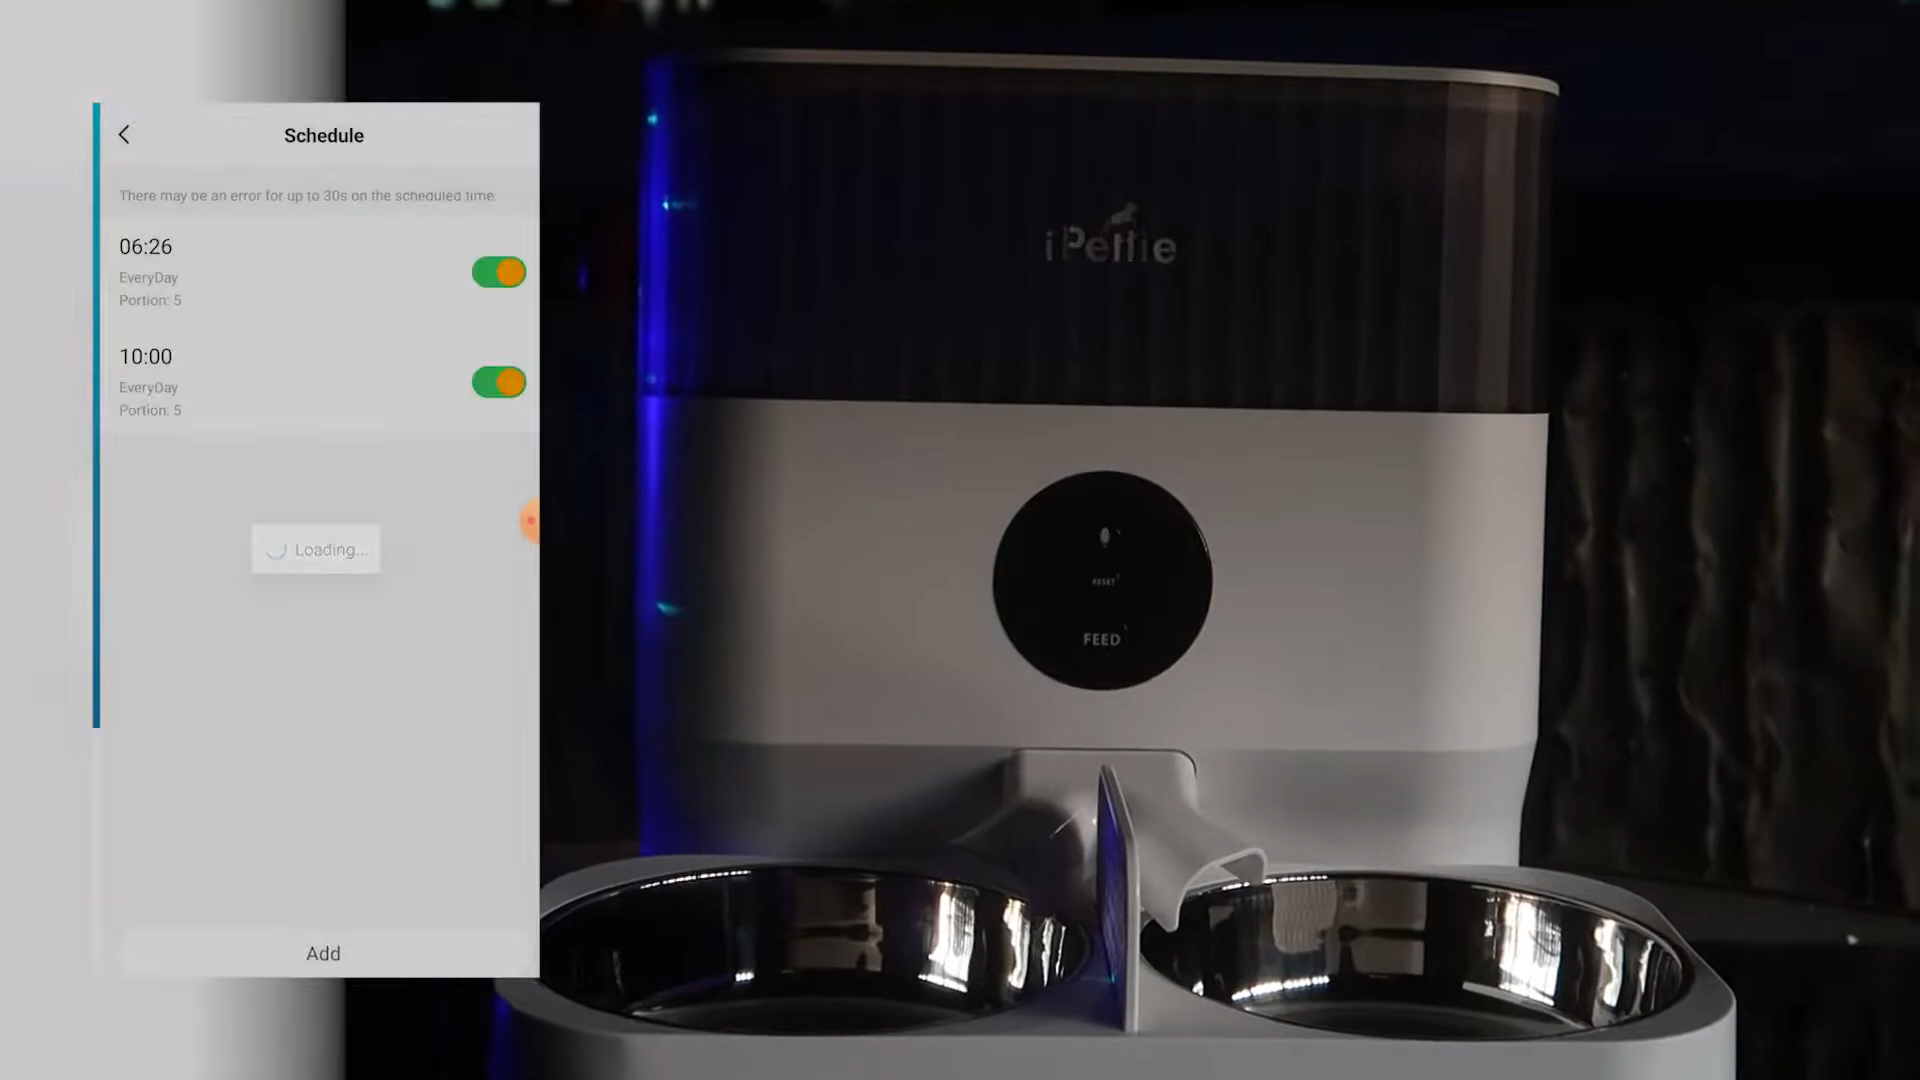 Schedule
There may be an error for up to 30s on the scheduled time.
06:26
EveryDay
Portion: 5
10:00
EveryDay
Portion: 5
Loading...
Add
iPettie
RESET
FEED